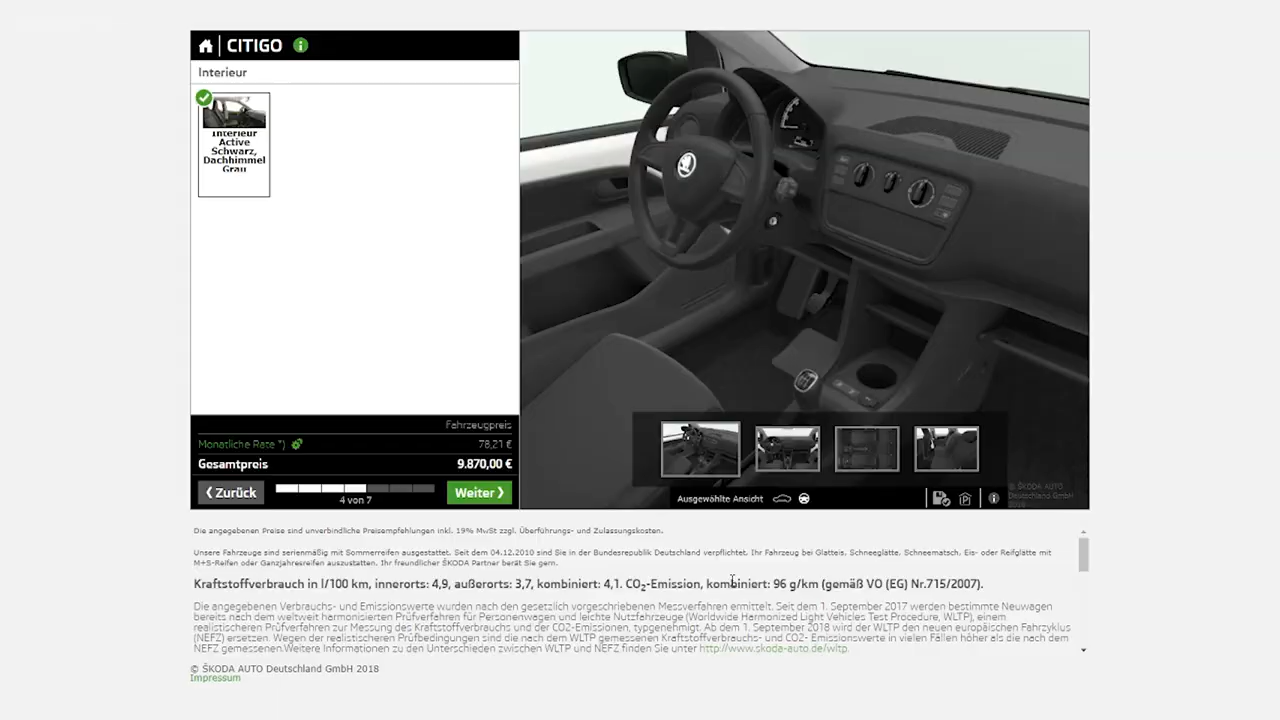 CITIGO
Interieur
Interieur
Active
Schwarz,
Dachhimmel
Grau
Fahrzeugpreis
Monatliche Rate *) 78,21 €
Gesamtpreis 9.870,00 €
Zurück
4 von 7
Weiter
Ausgewählte Ansicht
© ŠKODA AUTO
Deutschland GmbH
2018
Die angegebenen Preise sind unverbindliche Preisempfehlungen inkl. 19% MwSt zzgl. Überführungs- und Zulassungskosten.
Unsere Fahrzeuge sind serienmäßig mit Sommerreifen ausgestattet. Seit dem 04.12.2010 sind Sie in der Bundesrepublik Deutschland verpflichtet, Ihr Fahrzeug bei Glatteis, Schneeglätte, Schneematsch, Eis- oder Reifglätte mit
M+S-Reifen oder Ganzjahresreifen auszustatten. Ihr freundlicher ŠKODA Partner berät Sie gern.
Kraftstoffverbrauch in l/100 km, innerorts: 4,9, außerorts: 3,7, kombiniert: 4,1. CO2-Emission, kombiniert: 96 g/km (gemäß VO (EG) Nr.715/2007).
Die angegebenen Verbrauchs- und Emissionswerte wurden nach den gesetzlich vorgeschriebenen Messverfahren ermittelt. Seit dem 1. September 2017 werden bestimmte Neuwagen
bereits nach dem weltweit harmonisierten Prüfverfahren für Personenwagen und leichte Nutzfahrzeuge (Worldwide Harmonized Light Vehicles Test Procedure, WLTP), einem
realistischeren Prüfverfahren zur Messung des Kraftstoffverbrauchs und der CO2-Emissionen, typgenehmigt. Ab dem 1. September 2018 wird der WLTP den neuen europäischen Fahrzyklus
(NEFZ) ersetzen. Wegen der realistischeren Prüfbedingungen sind die nach dem WLTP gemessenen Kraftstoffverbrauchs- und CO2- Emissionswerte in vielen Fällen höher als die nach dem
NEFZ gemessenen.Weitere Informationen zu den Unterschieden zwischen WLTP und NEFZ finden Sie unter http://www.skoda-auto.de/wltp.
© ŠKODA AUTO Deutschland GmbH 2018
Impressum